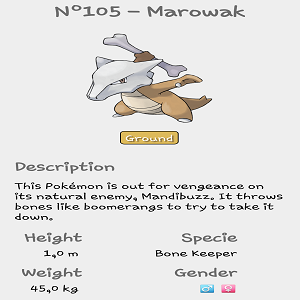 N°105 – Marowak
Ground
Description
This Pokémon is out for vengeance on
its natural enemy, Mandibuzz. It throws
bones like boomerangs to try to take it
down.
Height
Specie
1,0 m
Bone Keeper
Weight
Gender
45,0 kg